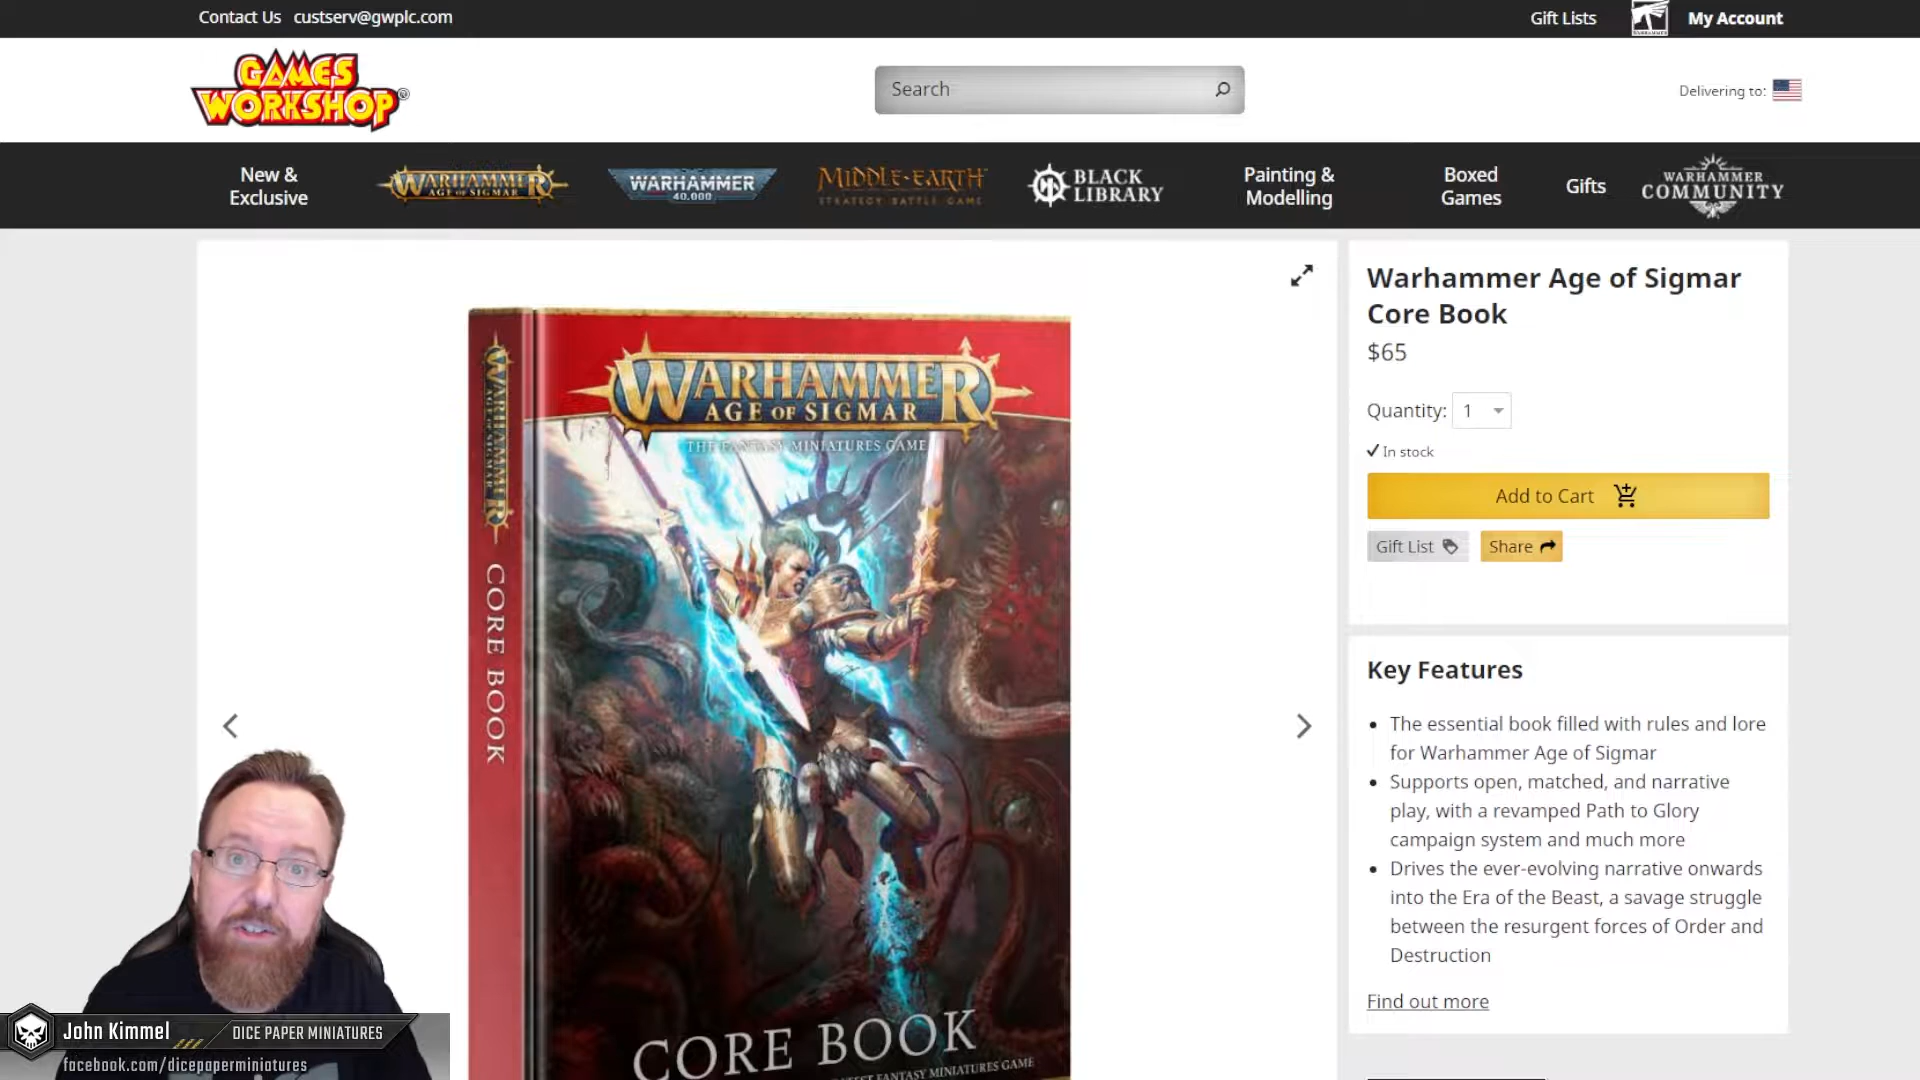 Contact Us custserv@gwplc.com
Gift Lists My Account
GAMES
WORKSHOP®
Search
Delivering to:
New &
Exclusive
WARHAMMER
AGE OF SIGMAR
WARHAMMER
40,000
MIDDLE-EARTH
STRATEGY BATTLE GAME
BLACK
LIBRARY
Painting &
Modelling
Boxed
Games
Gifts
WARHAMMER
COMMUNITY
WARHAMMER
AGE OF SIGMAR
THE FANTASY MINIATURES GAME
WARHAMMER
CORE BOOK
CORE BOOK
FANTASY MINIATURES GAME
Warhammer Age of Sigmar
Core Book
$65
Quantity: 1
In stock
Add to Cart
Gift List Share
Key Features
• The essential book filled with rules and lore
for Warhammer Age of Sigmar
• Supports open, matched, and narrative
play, with a revamped Path to Glory
campaign system and much more
• Drives the ever-evolving narrative onwards
into the Era of the Beast, a savage struggle
between the resurgent forces of Order and
Destruction
Find out more
John Kimmel DICE PAPER MINIATURES
facebook.com/dicepaperminiatures